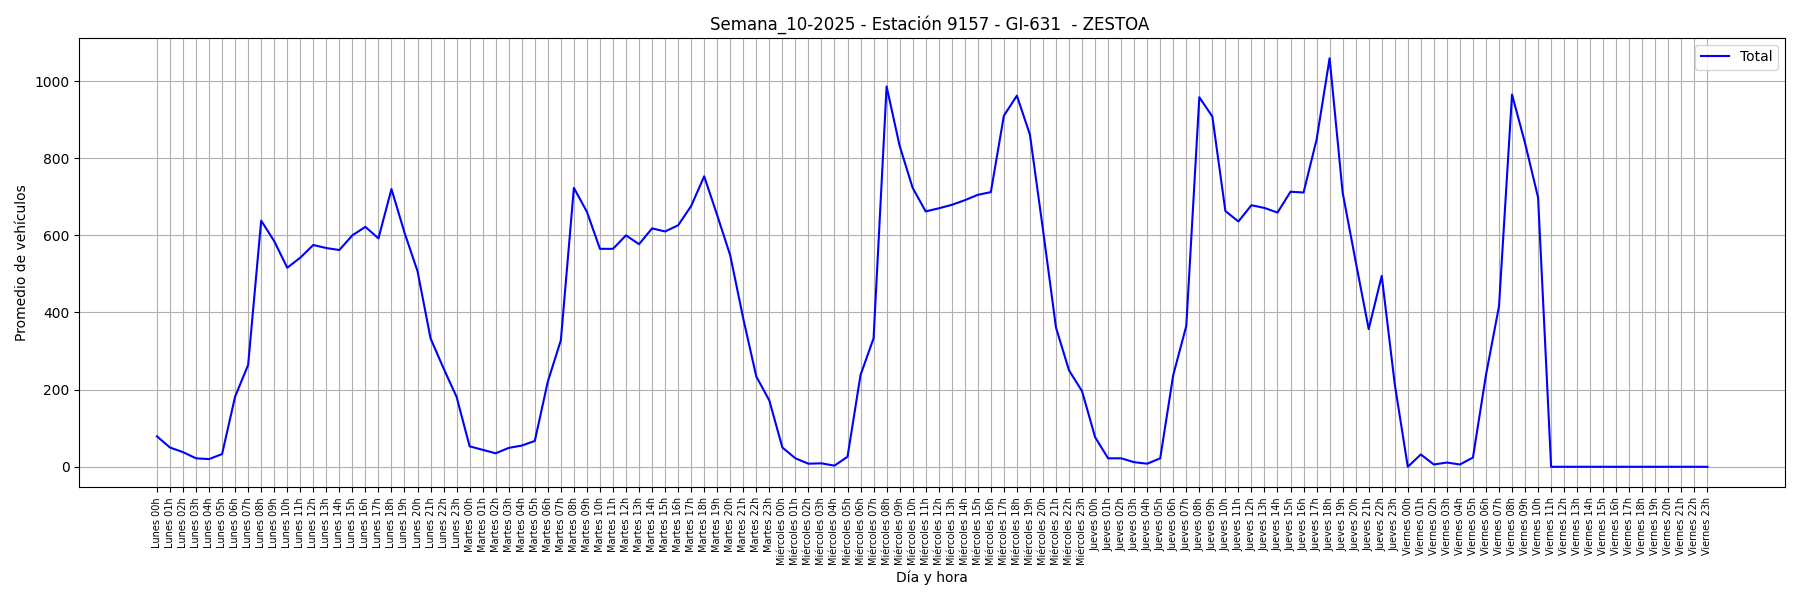 Semana_10-2025 - Estación 9157 - GI-631  - ZESTOA
Total
Promedio de vehículos
1000
800
600
400
200
0
Lunes 00h
Lunes 01h
Lunes 02h
Lunes 03h
Lunes 04h
Lunes 05h
Lunes 06h
Lunes 07h
Lunes 08h
Lunes 09h
Lunes 10h
Lunes 11h
Lunes 12h
Lunes 13h
Lunes 14h
Lunes 15h
Lunes 16h
Lunes 17h
Lunes 18h
Lunes 19h
Lunes 20h
Lunes 21h
Lunes 22h
Lunes 23h
Martes 00h
Martes 01h
Martes 02h
Martes 03h
Martes 04h
Martes 05h
Martes 06h
Martes 07h
Martes 08h
Martes 09h
Martes 10h
Martes 11h
Martes 12h
Martes 13h
Martes 14h
Martes 15h
Martes 16h
Martes 17h
Martes 18h
Martes 19h
Martes 20h
Martes 21h
Martes 22h
Martes 23h
Miércoles 00h
Miércoles 01h
Miércoles 02h
Miércoles 03h
Miércoles 04h
Miércoles 05h
Miércoles 06h
Miércoles 07h
Miércoles 08h
Miércoles 09h
Miércoles 10h
Miércoles 11h
Miércoles 12h
Miércoles 13h
Miércoles 14h
Miércoles 15h
Miércoles 16h
Miércoles 17h
Miércoles 18h
Miércoles 19h
Miércoles 20h
Miércoles 21h
Miércoles 22h
Miércoles 23h
Jueves 00h
Jueves 01h
Jueves 02h
Jueves 03h
Jueves 04h
Jueves 05h
Jueves 06h
Jueves 07h
Jueves 08h
Jueves 09h
Jueves 10h
Jueves 11h
Jueves 12h
Jueves 13h
Jueves 14h
Jueves 15h
Jueves 16h
Jueves 17h
Jueves 18h
Jueves 19h
Jueves 20h
Jueves 21h
Jueves 22h
Jueves 23h
Viernes 00h
Viernes 01h
Viernes 02h
Viernes 03h
Viernes 04h
Viernes 05h
Viernes 06h
Viernes 07h
Viernes 08h
Viernes 09h
Viernes 10h
Viernes 11h
Viernes 12h
Viernes 13h
Viernes 14h
Viernes 15h
Viernes 16h
Viernes 17h
Viernes 18h
Viernes 19h
Viernes 20h
Viernes 21h
Viernes 22h
Viernes 23h
Día y hora